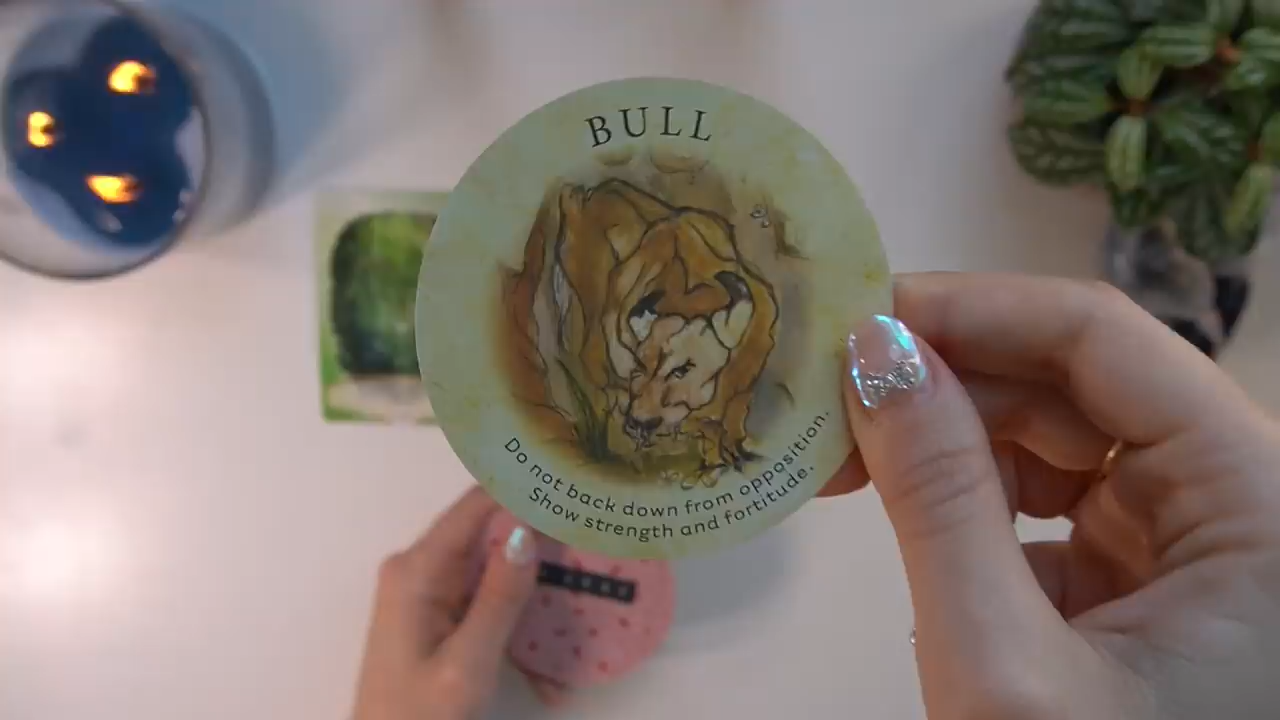 BULL
Do not back down from opposition.
Show strength and fortitude.